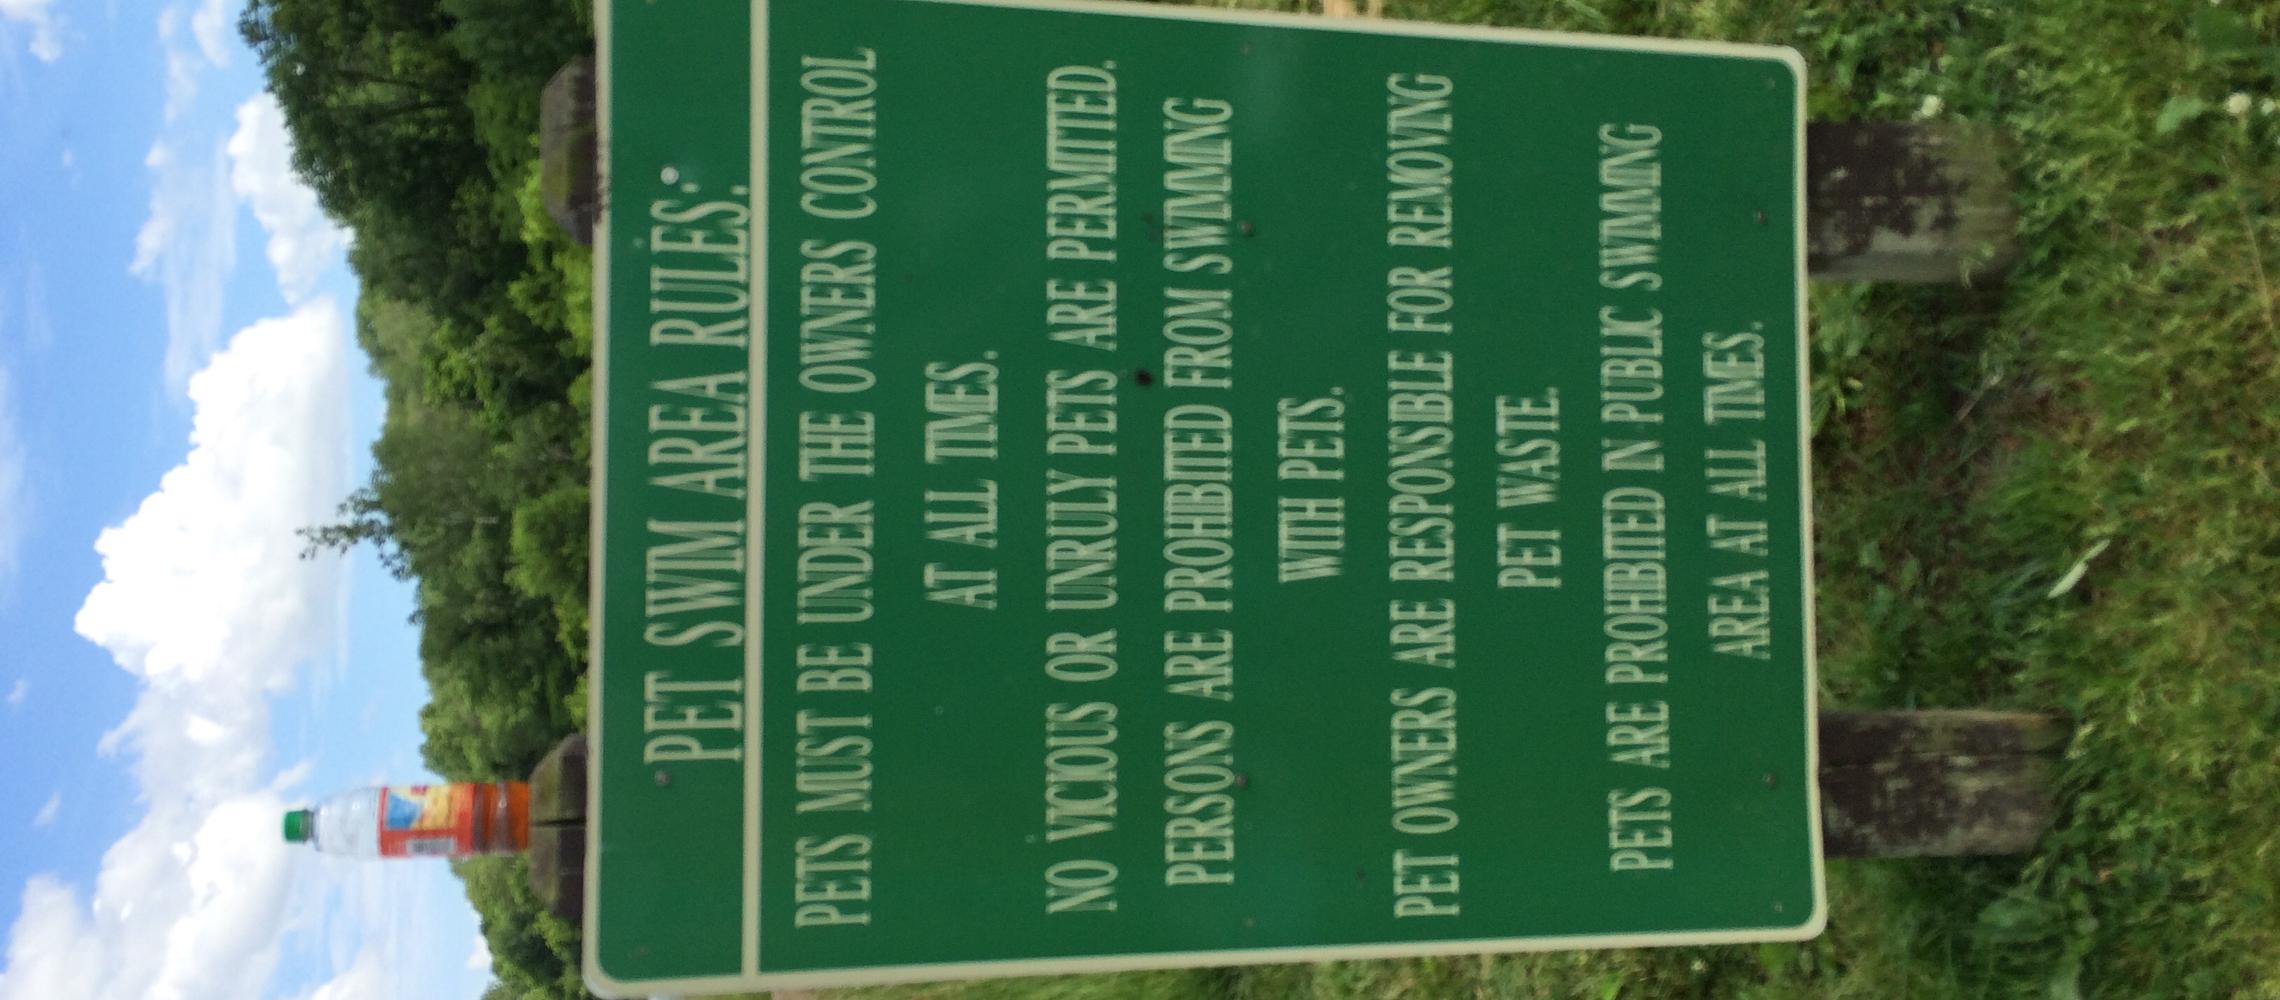 PET SWIM AREA RULES:
PETS MUST BE UNDER THE OWNERS CONTROL
AT ALL TIMES.
NO VICIOUS OR UNRULY PETS ARE PERMITTED.
PERSONS ARE PROHIBITED FROM SWIMMING
WITH PETS.
PET OWNERS ARE RESPONSIBLE FOR REMOVING
PET WASTE.
PETS ARE PROHIBITED IN PUBLIC SWIMMING
AREA AT ALL TIMES.